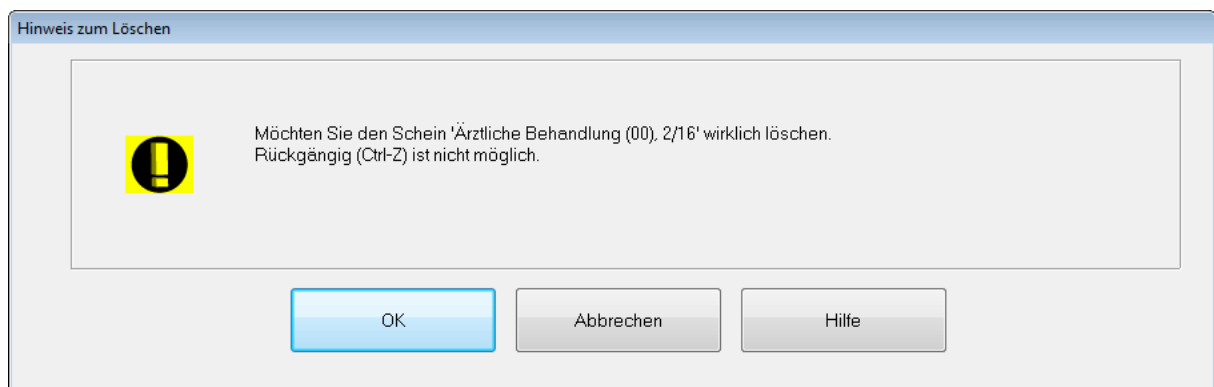 Hinweis zum Löschen
Möchten Sie den Schein 'Ärztliche Behandlung (00), 2/16' wirklich löschen.
Rückgängig (Ctrl-Z) ist nicht möglich.
OK
Abbrechen
Hilfe